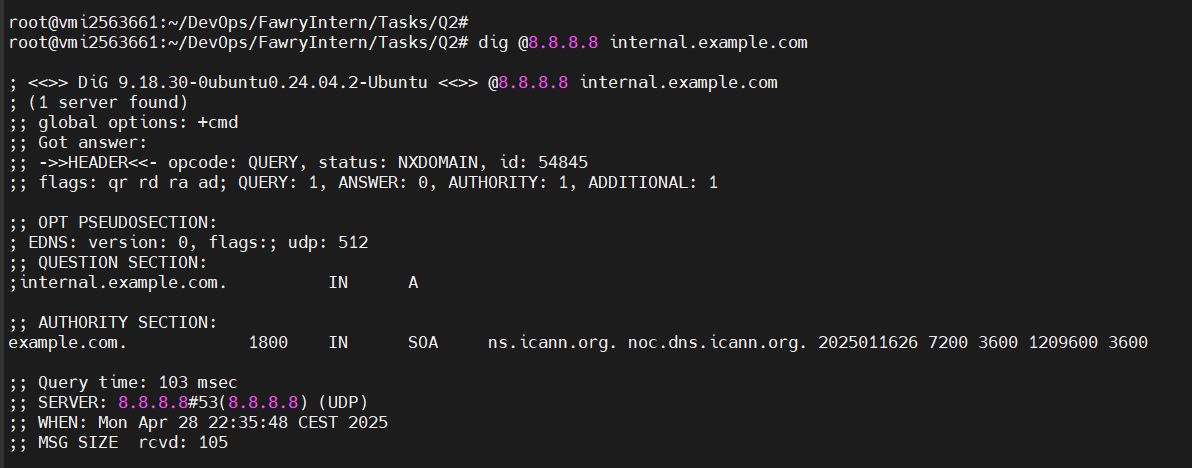 root@vmi2563661:~/DevOps/FawryIntern/Tasks/Q2#
root@vmi2563661:~/DevOps/FawryIntern/Tasks/Q2# dig @8.8.8.8 internal.example.com
; <<>> DiG 9.18.30-0ubuntu0.24.04.2-Ubuntu <<>> @8.8.8.8 internal.example.com
; (1 server found)
;; global options: +cmd
;; Got answer:
;; ->>HEADER<<- opcode: QUERY, status: NXDOMAIN, id: 54845
;; flags: qr rd ra ad; QUERY: 1, ANSWER: 0, AUTHORITY: 1, ADDITIONAL: 1
;; OPT PSEUDOSECTION:
; EDNS: version: 0, flags:; udp: 512
;; QUESTION SECTION:
;internal.example.com. IN A
;; AUTHORITY SECTION:
example.com. 1800 IN SOA ns.icann.org. noc.dns.icann.org. 2025011626 7200 3600 1209600 3600
;; Query time: 103 msec
;; SERVER: 8.8.8.8#53(8.8.8.8) (UDP)
;; WHEN: Mon Apr 28 22:35:48 CEST 2025
;; MSG SIZE  rcvd: 105